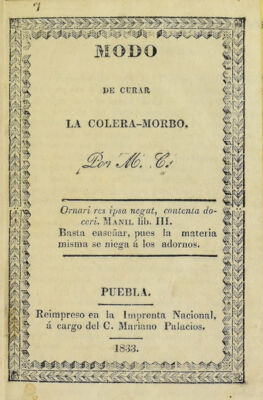 MODO
DE CURAR
LA COLERA-MORBO.
Por M. C.
Ornari res ipsa negat, contenta do-
ceri. MANIL. lib. III.
Basta enseñar, pues la materia
misma se niega á los adornos.
PUEBLA.
Reimpreso en la Imprenta Nacional,
á cargo del C. Mariano Palacios.
1833.